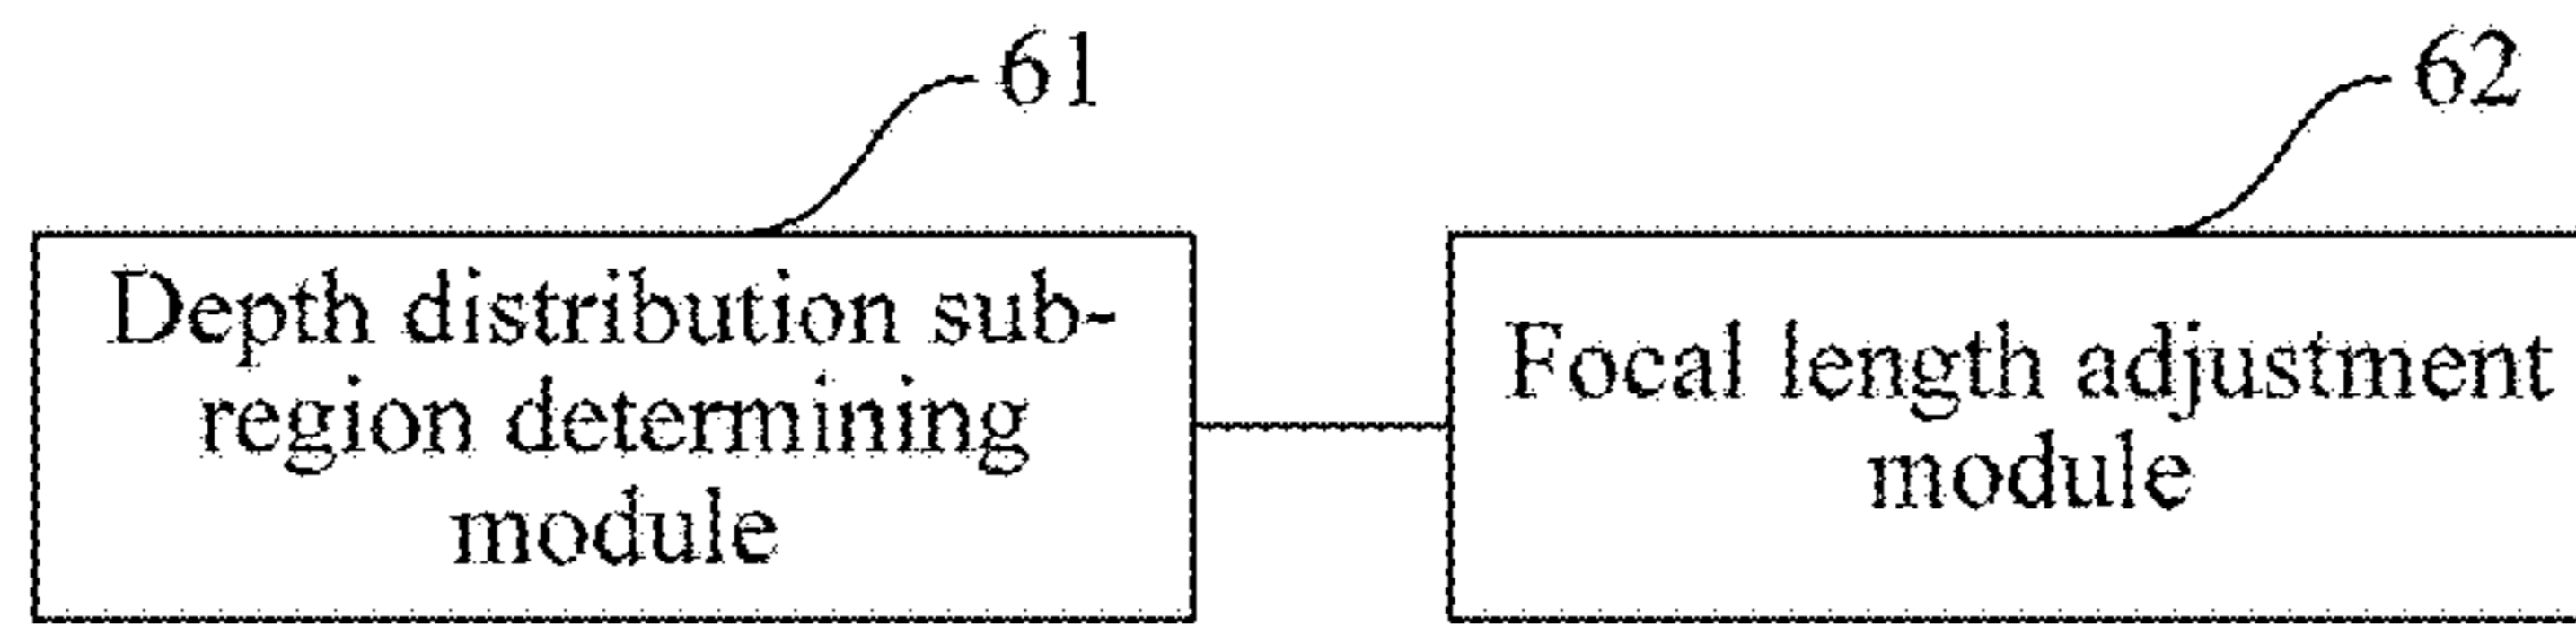 61
62
Depth distribution sub-
region determining
module
Focal length adjustment
module